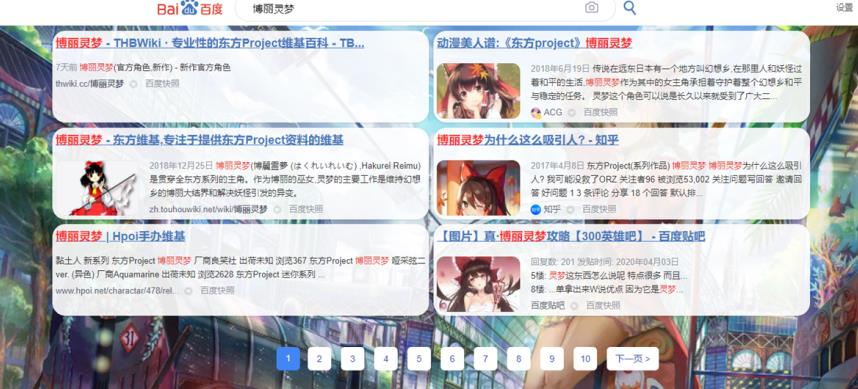 Bai du 百度
博丽灵梦
设置
博丽灵梦 - THBWiki · 专业性的东方Project维基百科 - TB...
7天前 博丽灵梦(官方角色,新作) - 新作官方角色
thwiki.cc/博丽灵梦 百度快照
动漫美人谱:《东方project》博丽灵梦
2018年6月19日 传说在远东日本有一个地方叫幻想乡,在那里人和妖怪过
着和平的生活,博丽灵梦作为其中的女主角承担着守护着整个幻想乡和平
与稳定的任务。 灵梦这个角色可以说是长久以来就受到了广大二...
ACG 百度快照
博丽灵梦 - 东方维基,专注于提供东方Project资料的维基
2018年12月25日 博丽灵梦(博麗霊夢 (はくれいれいむ) ,Hakurei Reimu)
是贯穿全东方系列的主角。作为博丽的巫女,灵梦的主要工作是维持幻想
乡的博丽大结界和解决妖怪引发的异变。
zh.touhouwiki.net/wiki/博丽灵梦 百度快照
博丽灵梦为什么这么吸引人? - 知乎
2017年4月8日 东方Project(系列作品) 博丽灵梦 博丽灵梦为什么这么吸引
人? 我可能没救了ORZ 关注者96 被浏览53,002 关注问题写回答 邀请回
答 好问题 1 3 条评论 分享 18 个回答 默认排...
知乎 百度快照
博丽灵梦 | Hpoi手办维基
黏土人 新系列 东方Project 博丽灵梦 厂商良笑社 出荷未知 浏览367 东方Project 博丽灵梦 哑采弦二
ver. (异色) 厂商Aquamarine 出荷未知 浏览2628 东方Project 迷你系列 ...
www.hpoi.net/charactar/478/rel... 百度快照
【图片】真·博丽灵梦攻略【300英雄吧】 - 百度贴吧
回复数: 201 发贴时间: 2020年04月03日
5楼: 灵梦这东西怎么说呢 特点很多 而且...
8楼: ...单拿出来W说优点 因为它是灵梦...
百度贴吧 百度快照
31
1 2 3 4 5 6 7 8 9 10 下一页 >